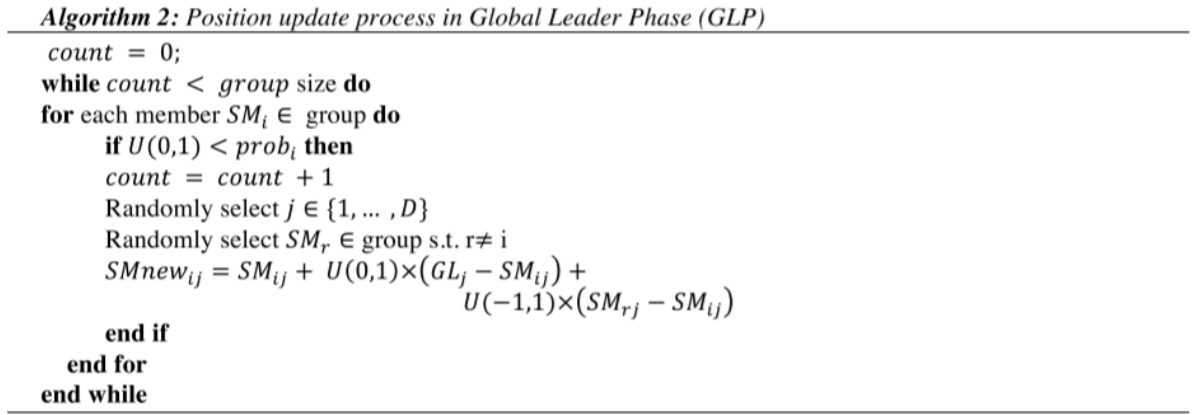 Algorithm 2: Position update process in Global Leader Phase (GLP)
count = 0;
while count < group size do
for each member SMᵢ ∈ group do
if U(0,1) < probᵢ then
count = count + 1
Randomly select j ∈ {1, ... , D}
Randomly select SMᵣ ∈ group s.t. r≠ i
SMnewᵢⱼ = SMᵢⱼ + U(0,1)×(GLⱼ − SMᵢⱼ) +
U(−1,1)×(SMᵣⱼ − SMᵢⱼ)
end if
end for
end while